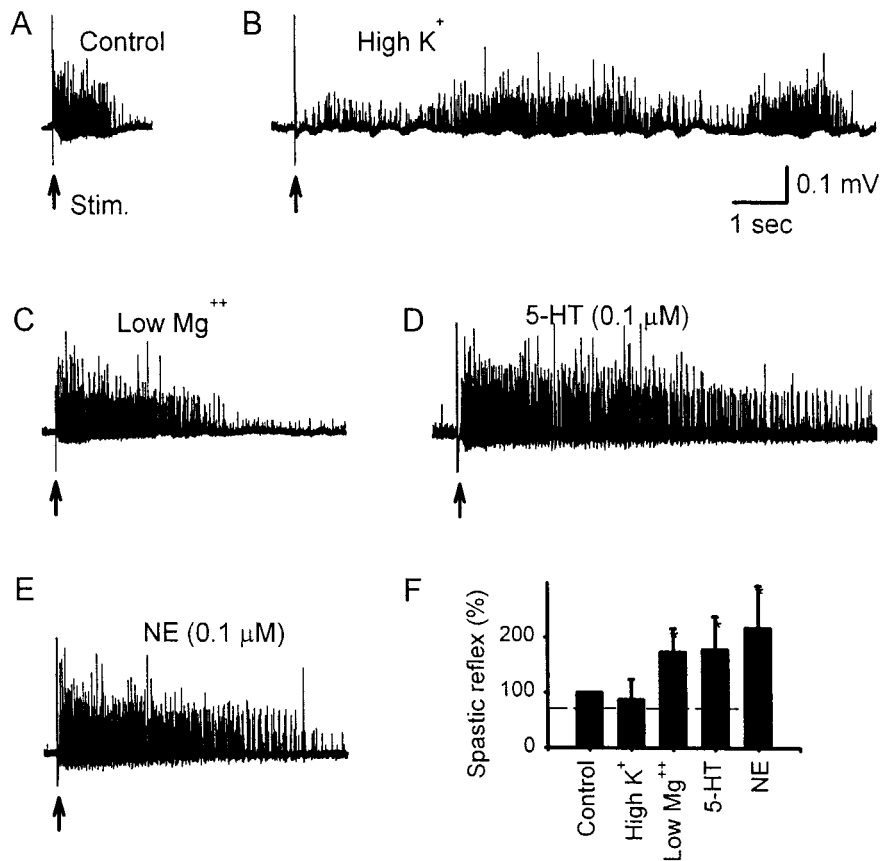 A
Control
B
High K+
Stim.
0.1 mV
1 sec
C
Low Mg++
D
5-HT (0.1 μM)
E
NE (0.1 μM)
F
Spastic reflex (%)
200
100
0
Control
High K+
Low Mg++
5-HT
NE